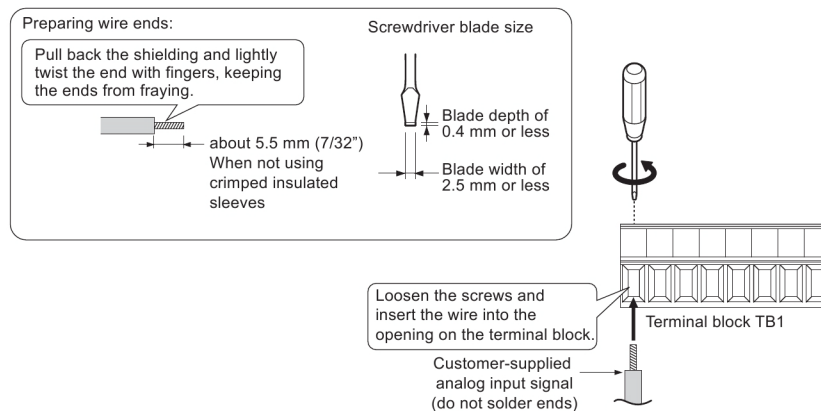 Preparing wire ends:
Pull back the shielding and lightly
twist the end with fingers, keeping
the ends from fraying.
about 5.5 mm (7/32”)
When not using
crimped insulated
sleeves
Screwdriver blade size
Blade depth of
0.4 mm or less
Blade width of
2.5 mm or less
Loosen the screws and
insert the wire into the
opening on the terminal block.
Terminal block TB1
Customer-supplied
analog input signal
(do not solder ends)